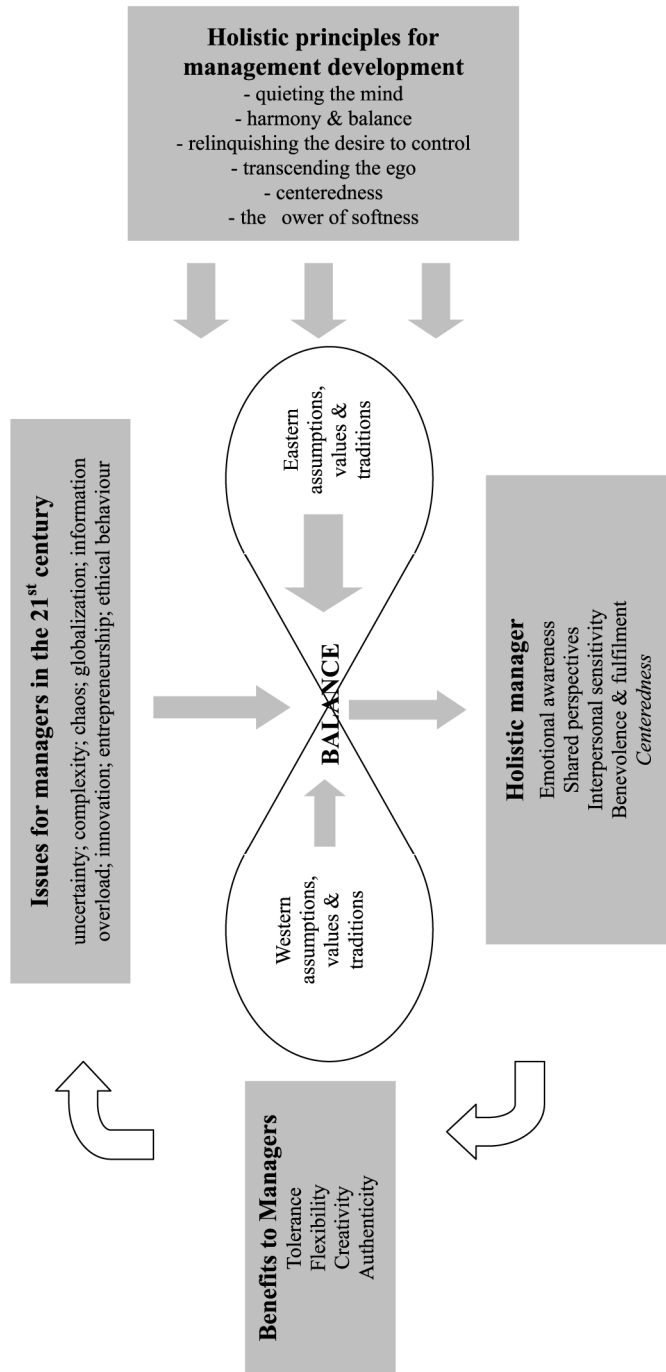 Holistic principles for
management development
- quieting the mind
- harmony & balance
- relinquishing the desire to control
- transcending the ego
- centeredness
- the ower of softness
Issues for managers in the 21st century
uncertainty; complexity; chaos; globalization; information
overload; innovation; entrepreneurship; ethical behaviour
Western
assumptions,
values &
traditions
BALANCE
Eastern
assumptions,
values &
traditions
Holistic manager
Emotional awareness
Shared perspectives
Interpersonal sensitivity
Benevolence & fulfilment
Centeredness
Benefits to Managers
Tolerance
Flexibility
Creativity
Authenticity